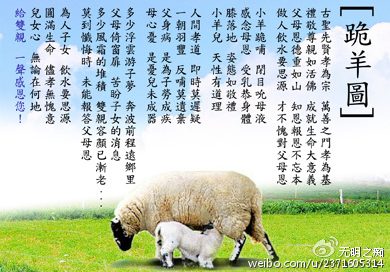 [跪羊圖]
古聖先賢孝為宗 萬善之門孝為基
禮敬尊親如活佛 成就生命大意義
父母恩德重如山 知恩報恩不忘本
做人飲水要思源 才不愧對父母恩
小羊跪哺 閉目吮母液
感念母恩 受乳恭身體
膝落地 姿態如敬禮
小羊兒 天性有道理
人間孝道 即時莫遲疑
一朝羽豐 反哺莫遺棄
父身病 是為子勞成疾
母心憂 是憂兒未成器
多少浮雲游子夢 奔波前程遠鄉里
父母倚窗扉 苦盼子女的消息
多少風霜的堆積 雙親容顏已漸老...
莫到懺悔時 未能報答父母恩
為人子女 飲水要思源
圓滿生命 儘孝無愧意
兒女心 無論在何地
給雙親 一聲感恩您!
无明之痴
weibo.com/u/2371605314